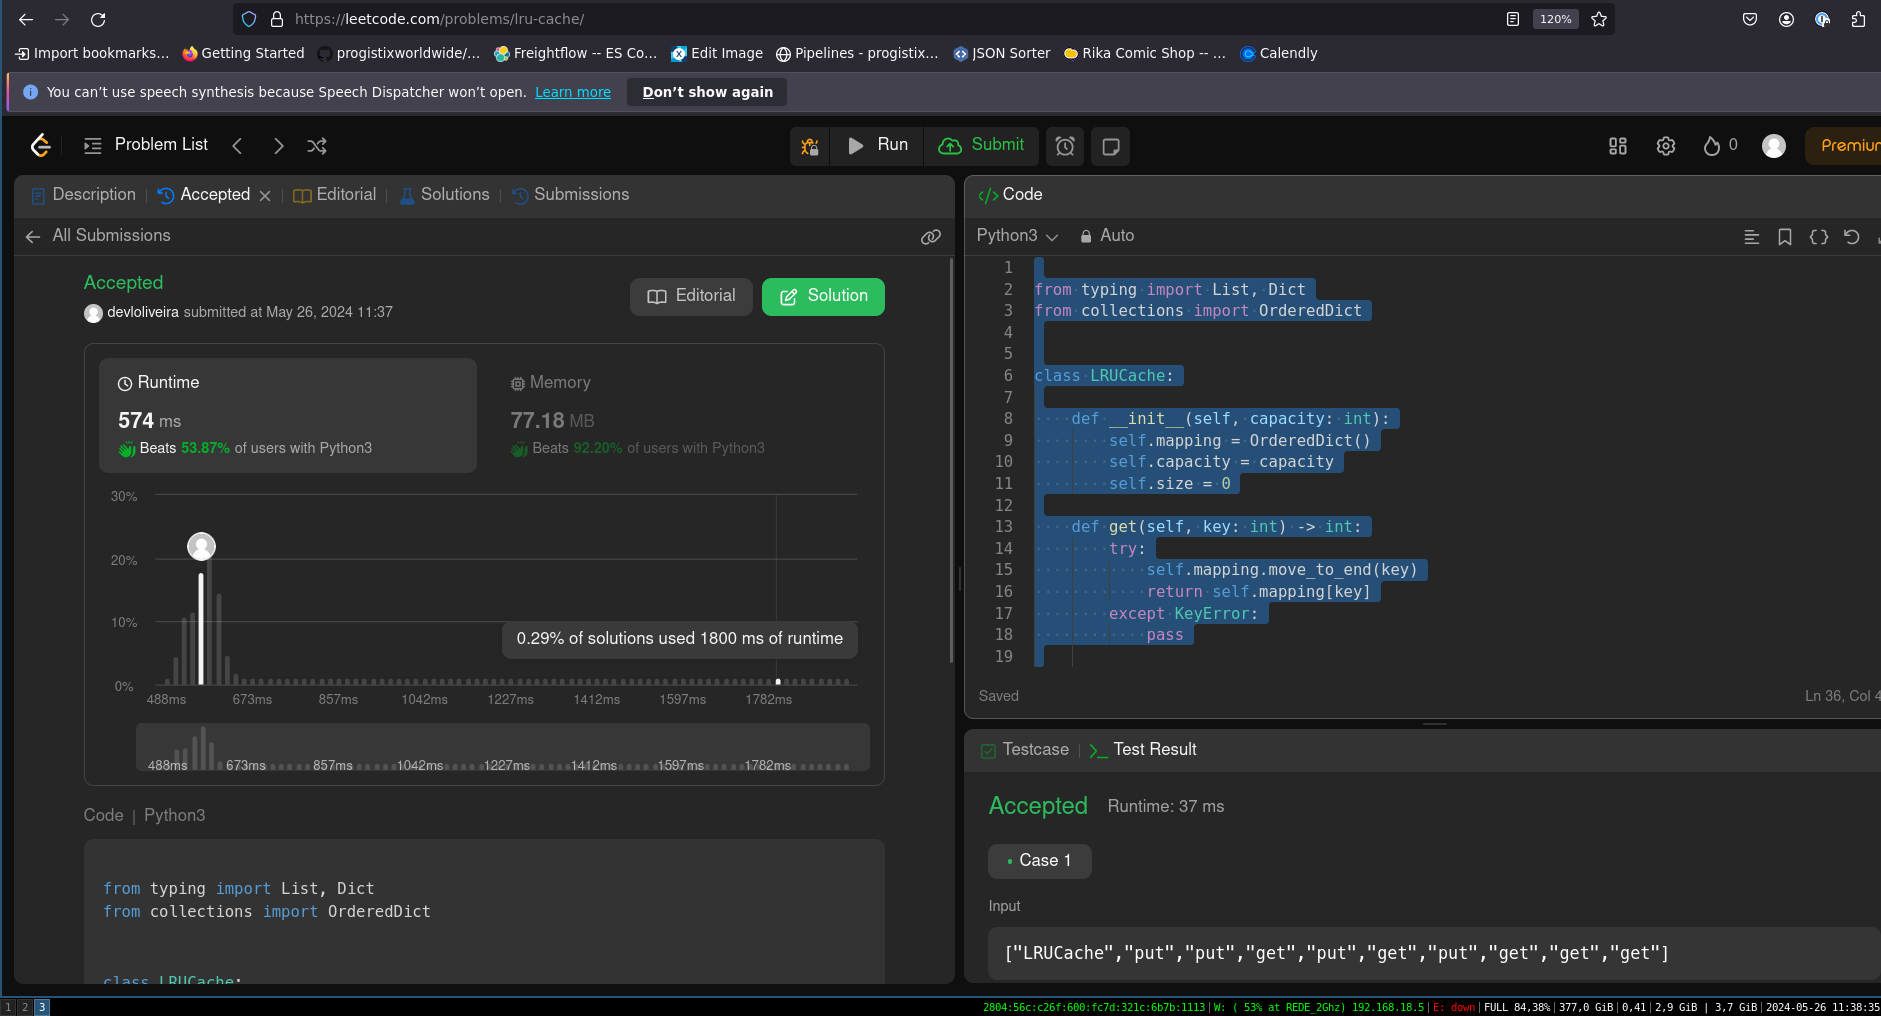 https://leetcode.com/problems/lru-cache/
120%
Import bookmarks...
Getting Started
progistixworldwide/...
Freightflow -- ES Co...
Edit Image
Pipelines - progistix...
JSON Sorter
Rika Comic Shop -- ...
Calendly
You can’t use speech synthesis because Speech Dispatcher won’t open. Learn more
Don’t show again
Problem List
Run
Submit
0
Premium
Description
Accepted
Editorial
Solutions
Submissions
All Submissions
Accepted
devloliveira submitted at May 26, 2024 11:37
Editorial
Solution
Runtime
574 ms
Beats 53.87% of users with Python3
Memory
77.18 MB
Beats 92.20% of users with Python3
30%
20%
10%
0%
0.29% of solutions used 1800 ms of runtime
488ms 673ms 857ms 1042ms 1227ms 1412ms 1597ms 1782ms
488ms 673ms 857ms 1042ms 1227ms 1412ms 1597ms 1782ms
Code | Python3
from typing import List, Dict
from collections import OrderedDict
class LRUCache:
</> Code
Python3
Auto
1
2 from typing import List, Dict
3 from collections import OrderedDict
4
5
6 class LRUCache:
7
8     def __init__(self, capacity: int):
9         self.mapping = OrderedDict()
10         self.capacity = capacity
11         self.size = 0
12
13     def get(self, key: int) -> int:
14         try:
15             self.mapping.move_to_end(key)
16             return self.mapping[key]
17         except KeyError:
18             pass
19
Saved
Ln 36, Col 4
Testcase
Test Result
Accepted
Runtime: 37 ms
• Case 1
Input
["LRUCache","put","put","get","put","get","put","get","get","get"]
1 2 3
2804:56c:c26f:600:fc7d:321c:6b7b:1113|W: ( 53% at REDE_2Ghz) 192.168.18.5|E: down|FULL 84,38%|377,0 GiB|0,41|2,9 GiB | 3,7 GiB|2024-05-26 11:38:35